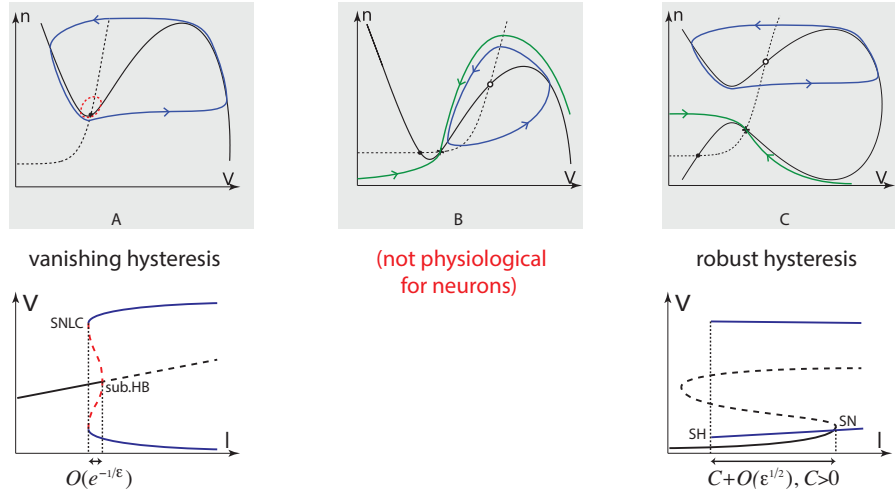 n
V
A
n
V
B
n
V
C
vanishing hysteresis
(not physiological
for neurons)
robust hysteresis
V
SNLC
sub.HB
I
O(e^{-1/ε})
V
SH
SN
I
C+O(ε^{1/2}), C>0